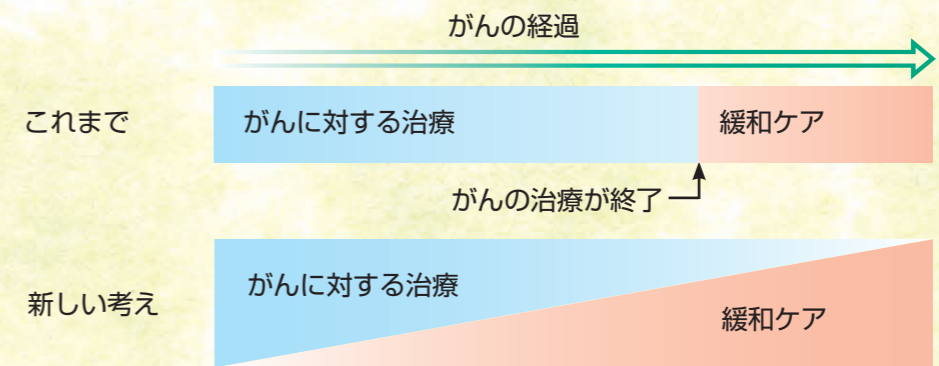 がんの経過
これまで
がんに対する治療
緩和ケア
がんの治療が終了
新しい考え
がんに対する治療
緩和ケア